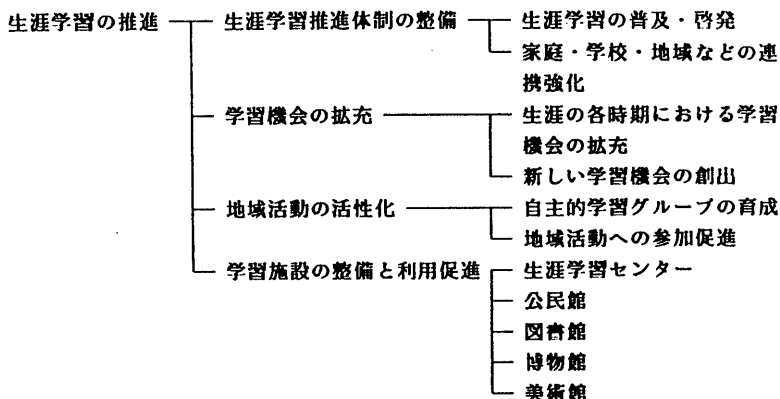 生涯学習の推進
生涯学習推進体制の整備
生涯学習の普及・啓発
家庭・学校・地域などの連
携強化
学習機会の拡充
生涯の各時期における学習
機会の拡充
新しい学習機会の創出
地域活動の活性化
自主的学習グループの育成
地域活動への参加促進
学習施設の整備と利用促進
生涯学習センター
公民館
図書館
博物館
美術館